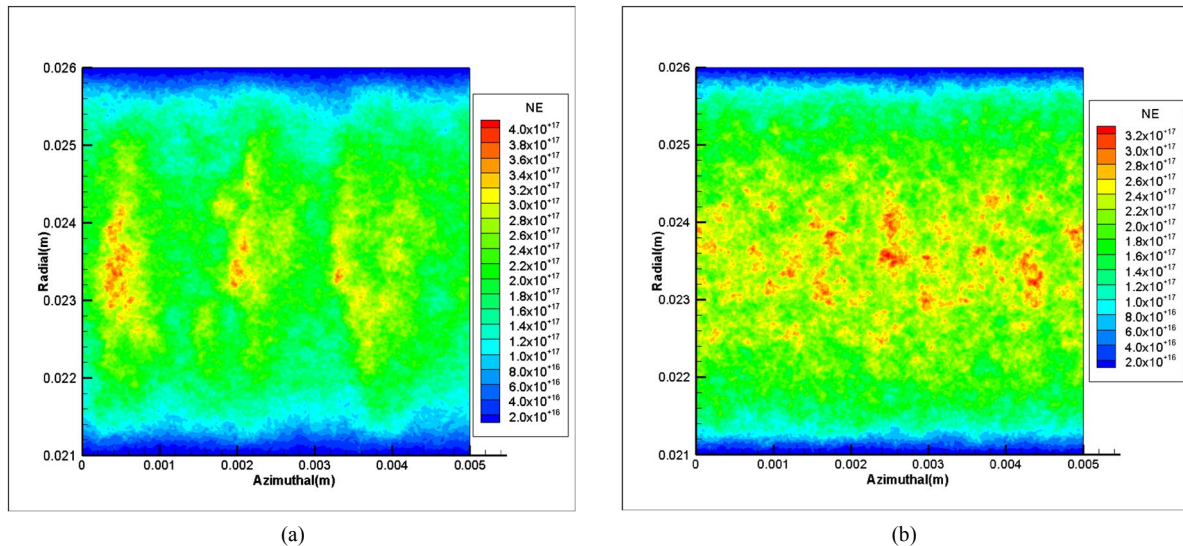 NE
4.0x10⁺¹⁷
3.8x10⁺¹⁷
3.6x10⁺¹⁷
3.4x10⁺¹⁷
3.2x10⁺¹⁷
3.0x10⁺¹⁷
2.8x10⁺¹⁷
2.6x10⁺¹⁷
2.4x10⁺¹⁷
2.2x10⁺¹⁷
2.0x10⁺¹⁷
1.8x10⁺¹⁷
1.6x10⁺¹⁷
1.4x10⁺¹⁷
1.2x10⁺¹⁷
1.0x10⁺¹⁷
8.0x10⁺¹⁶
6.0x10⁺¹⁶
4.0x10⁺¹⁶
2.0x10⁺¹⁶
0.026
0.025
0.024
0.023
0.022
0.021
Radial(m)
0 0.001 0.002 0.003 0.004 0.005
Azimuthal(m)
(a)
NE
3.2x10⁺¹⁷
3.0x10⁺¹⁷
2.8x10⁺¹⁷
2.6x10⁺¹⁷
2.4x10⁺¹⁷
2.2x10⁺¹⁷
2.0x10⁺¹⁷
1.8x10⁺¹⁷
1.6x10⁺¹⁷
1.4x10⁺¹⁷
1.2x10⁺¹⁷
1.0x10⁺¹⁷
8.0x10⁺¹⁶
6.0x10⁺¹⁶
4.0x10⁺¹⁶
2.0x10⁺¹⁶
0.026
0.025
0.024
0.023
0.022
0.021
Radial(m)
0 0.001 0.002 0.003 0.004 0.005
Azimuthal(m)
(b)